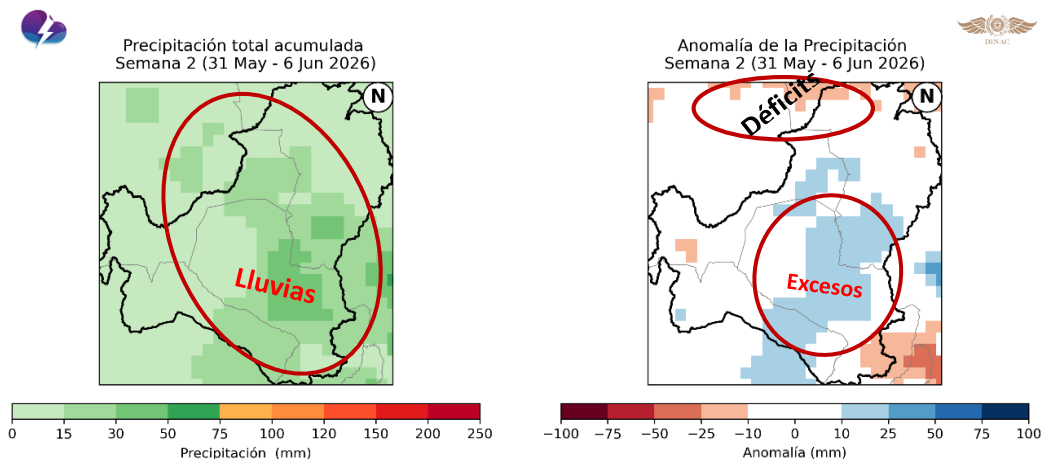 DINAC
Precipitación total acumulada
Semana 2 (31 May - 6 Jun 2026)
N
Lluvias
0 15 30 50 75 100 120 150 200 250
Precipitación (mm)
Anomalía de la Precipitación
Semana 2 (31 May - 6 Jun 2026)
Déficits
N
Excesos
−100 −75 −50 −25 −10 0 10 25 50 75 100
Anomalía (mm)